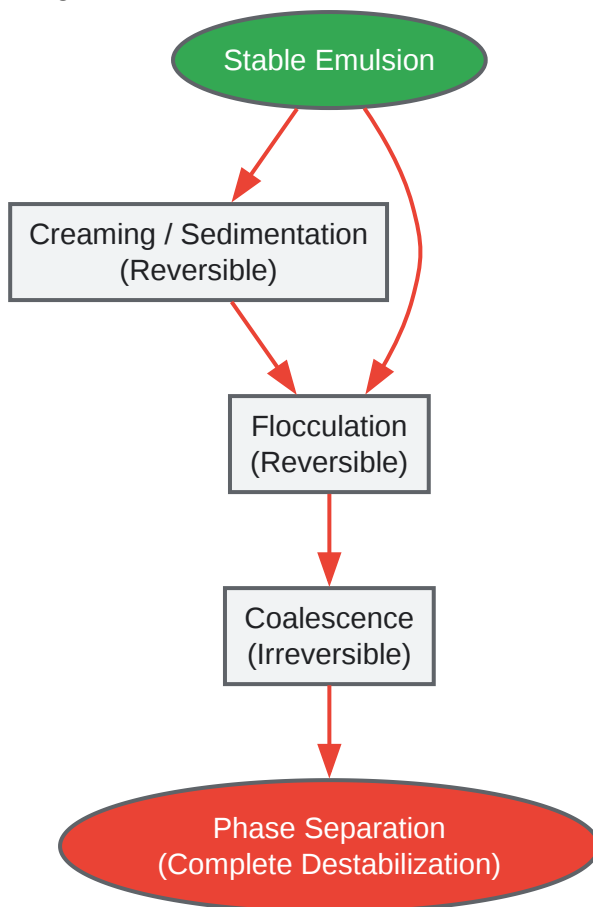 Stable Emulsion
Creaming / Sedimentation
(Reversible)
Flocculation
(Reversible)
Coalescence
(Irreversible)
Phase Separation
(Complete Destabilization)